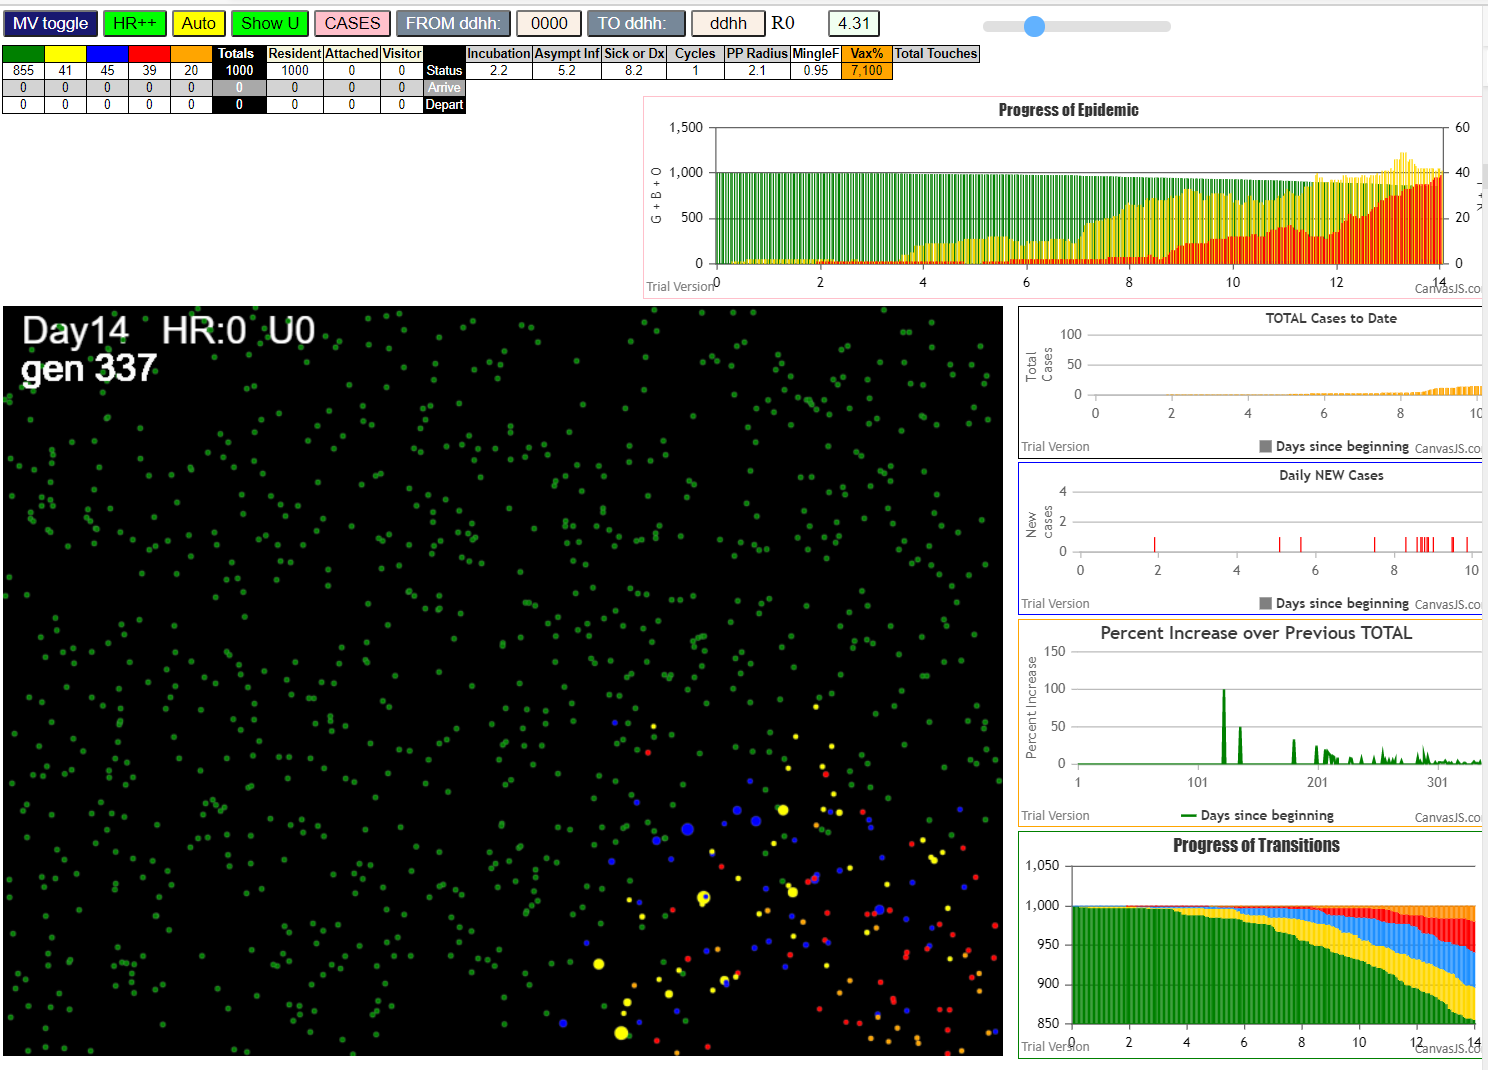 MV toggle HR++ Auto Show U CASES FROM ddhh: 0000 TO ddhh: ddhh R0 4.31
Totals Resident Attached Visitor Incubation Asympt Inf Sick or Dx Cycles PP Radius MingleF Vax% Total Touches
855 41 45 39 20 1000 1000 0 0 Status 2.2 5.2 8.2 1 2.1 0.95 7,100
0 0 0 0 0 0 0 0 0 Arrive
0 0 0 0 0 0 0 0 0 Depart
Progress of Epidemic
1,500 60
1,000 40
500 20
0 0
G + B + O
0 2 4 6 8 10 12 14
Trial Version CanvasJS.co
Day14 HR:0 U0
gen 337
TOTAL Cases to Date
100
50
0
Total
Cases
0 2 4 6 8 10
Days since beginning
Trial Version CanvasJS.co
Daily NEW Cases
4
2
0
New
cases
0 2 4 6 8 10
Days since beginning
Trial Version CanvasJS.co
Percent Increase over Previous TOTAL
150
100
50
0
Percent Increase
1 101 201 301
Days since beginning
Trial Version CanvasJS.co
Progress of Transitions
1,050
1,000
950
900
850
0 2 4 6 8 10 12 14
Trial Version CanvasJS.co